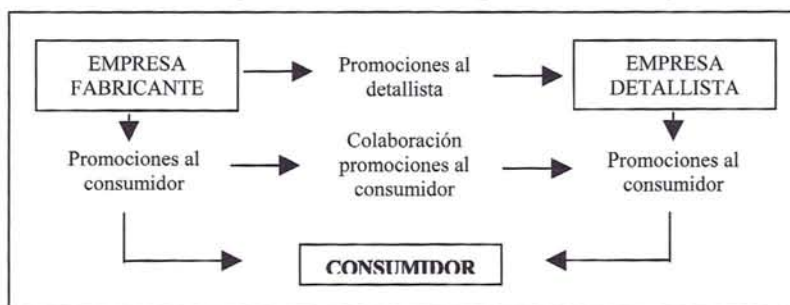 EMPRESA
FABRICANTE
Promociones al
detallista
EMPRESA
DETALLISTA
Promociones al
consumidor
Colaboración
promociones al
consumidor
Promociones al
consumidor
CONSUMIDOR